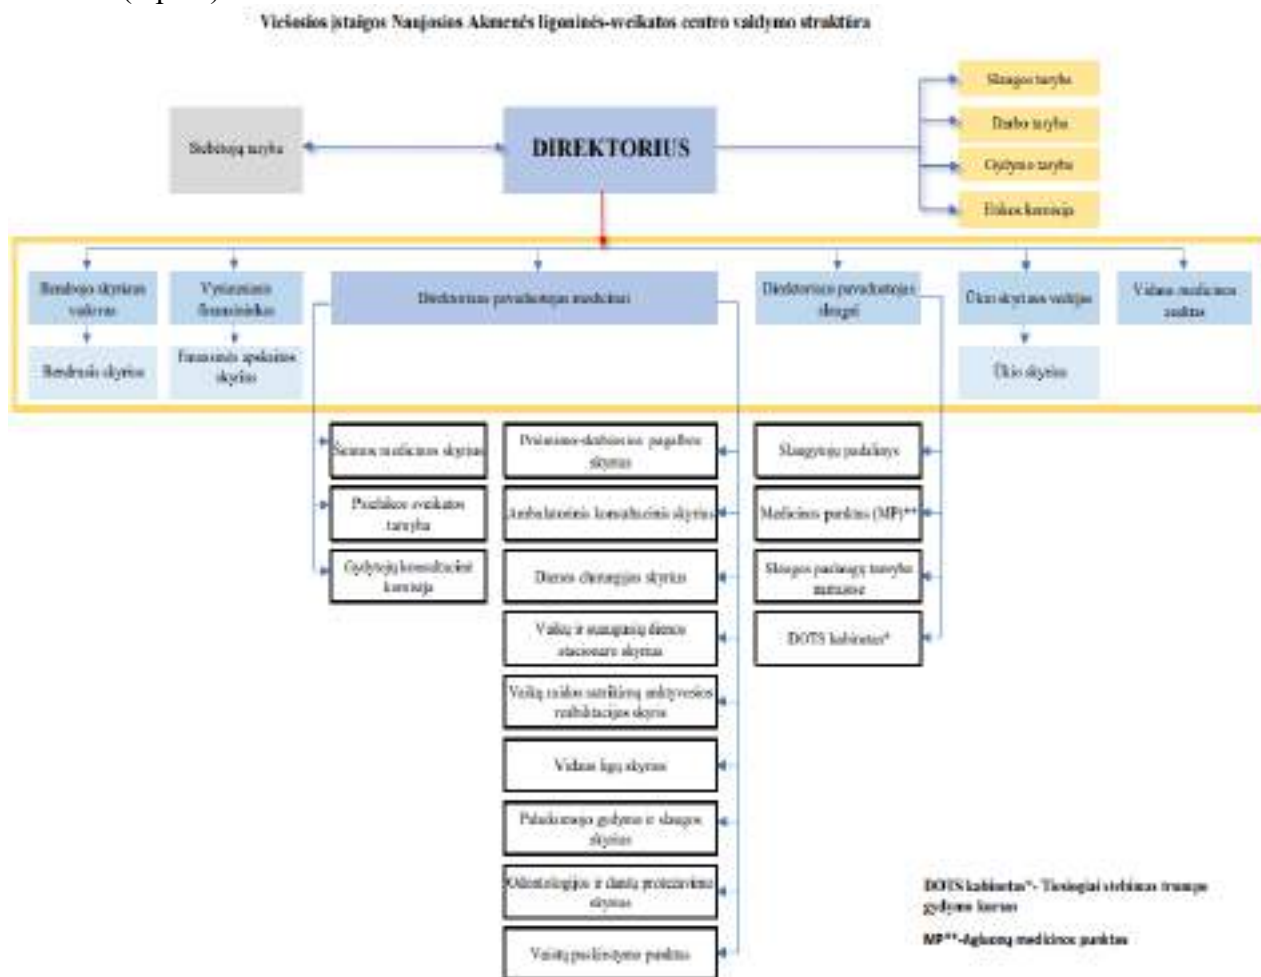 Viešosios įstaigos Naujosios Akmenės ligoninės-sveikatos centro valdymo struktūra
Slaugos taryba
Stebėtojų taryba
DIREKTORIUS
Darbo taryba
Gydymo taryba
Etikos komisija
Bendrojo skyriaus
vadovas
Vyriausiasis
finansininkas
Direktoriaus pavaduotojas medicinai
Direktoriaus pavaduotojas
slaugai
Ūkio skyriaus vedėjas
Vidaus medicinos
auditas
Bendrasis skyrius
Finansinės apskaitos
skyrius
Ūkio skyrius
Šeimos medicinos skyrius
Priėmimo-skubiosios pagalbos
skyrius
Slaugytojų padalinys
Psichikos sveikatos
tarnyba
Ambulatorinis konsultacinis skyrius
Medicinos punktas (MP)**
Gydytojų konsultacinė
komisija
Dienos chirurgijos skyrius
Slaugos paslaugų tarnyba
namuose
Vaikų ir suaugusių dienos
stacionaro skyrius
DOTS kabinetas*
Vaikų raidos sutrikimų ankstyvosios
reabilitacijos skyrius
Vidaus ligų skyrius
Palaikomojo gydymo ir slaugos
skyrius
Odontologijos ir dantų protezavimo
skyrius
Vaistų paskirstymo punktas
DOTS kabinetas*- Tiesiogiai stebimas trumpo
gydymo kursas
MP**-Agluonų medicinos punktas